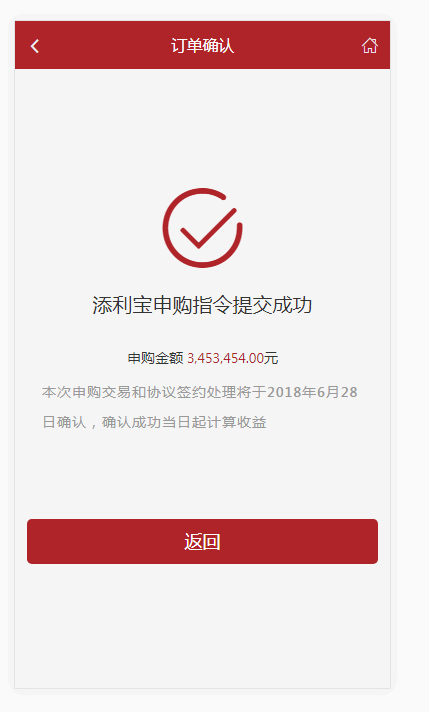 订单确认
添利宝申购指令提交成功
申购金额 3,453,454.00元
本次申购交易和协议签约处理将于2018年6月28
日确认，确认成功当日起计算收益
返回